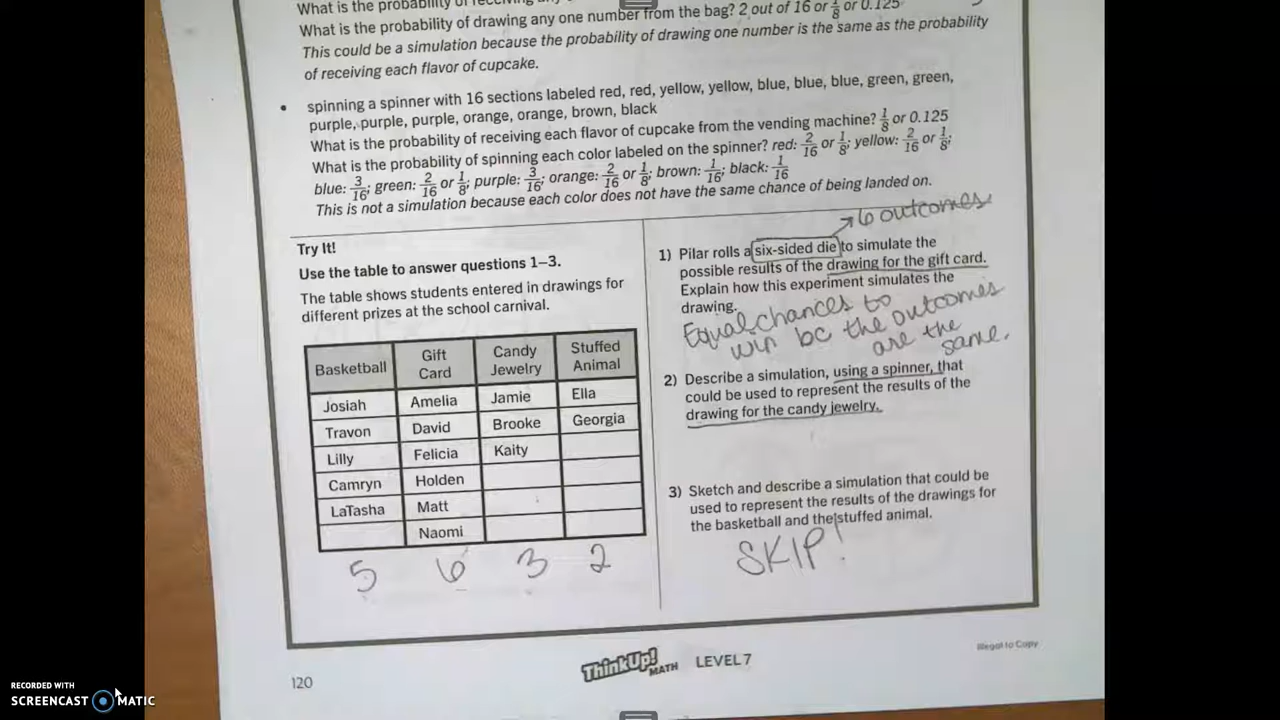 What is the probability of receiving
What is the probability of drawing any one number from the bag? 2 out of 16 or 1/8 or 0.125
This could be a simulation because the probability of drawing one number is the same as the probability
of receiving each flavor of cupcake.
• spinning a spinner with 16 sections labeled red, red, yellow, yellow, blue, blue, blue, green, green,
purple, purple, purple, orange, orange, brown, black
What is the probability of receiving each flavor of cupcake from the vending machine? 1/8 or 0.125
What is the probability of spinning each color labeled on the spinner? red: 2/16 or 1/8; yellow: 2/16 or 1/8;
blue: 3/16; green: 2/16 or 1/8; purple: 3/16; orange: 2/16 or 1/8; brown: 1/16; black: 1/16
This is not a simulation because each color does not have the same chance of being landed on.
Try It!
Use the table to answer questions 1–3.
The table shows students entered in drawings for
different prizes at the school carnival.
Basketball Gift Card Candy Jewelry Stuffed Animal
Josiah Amelia Jamie Ella
Travon David Brooke Georgia
Lilly Felicia Kaity
Camryn Holden
LaTasha Matt
Naomi
5 6 3 2
6 outcomes
1) Pilar rolls a six-sided die to simulate the
possible results of the drawing for the gift card.
Explain how this experiment simulates the
drawing.
Equal chances to
win bc the outcomes
are the
same.
2) Describe a simulation, using a spinner, that
could be used to represent the results of the
drawing for the candy jewelry.
3) Sketch and describe a simulation that could be
used to represent the results of the drawings for
the basketball and the stuffed animal.
SKIP!
120
ThinkUp! MATH LEVEL 7
Illegal to Copy
RECORDED WITH
SCREENCAST MATIC